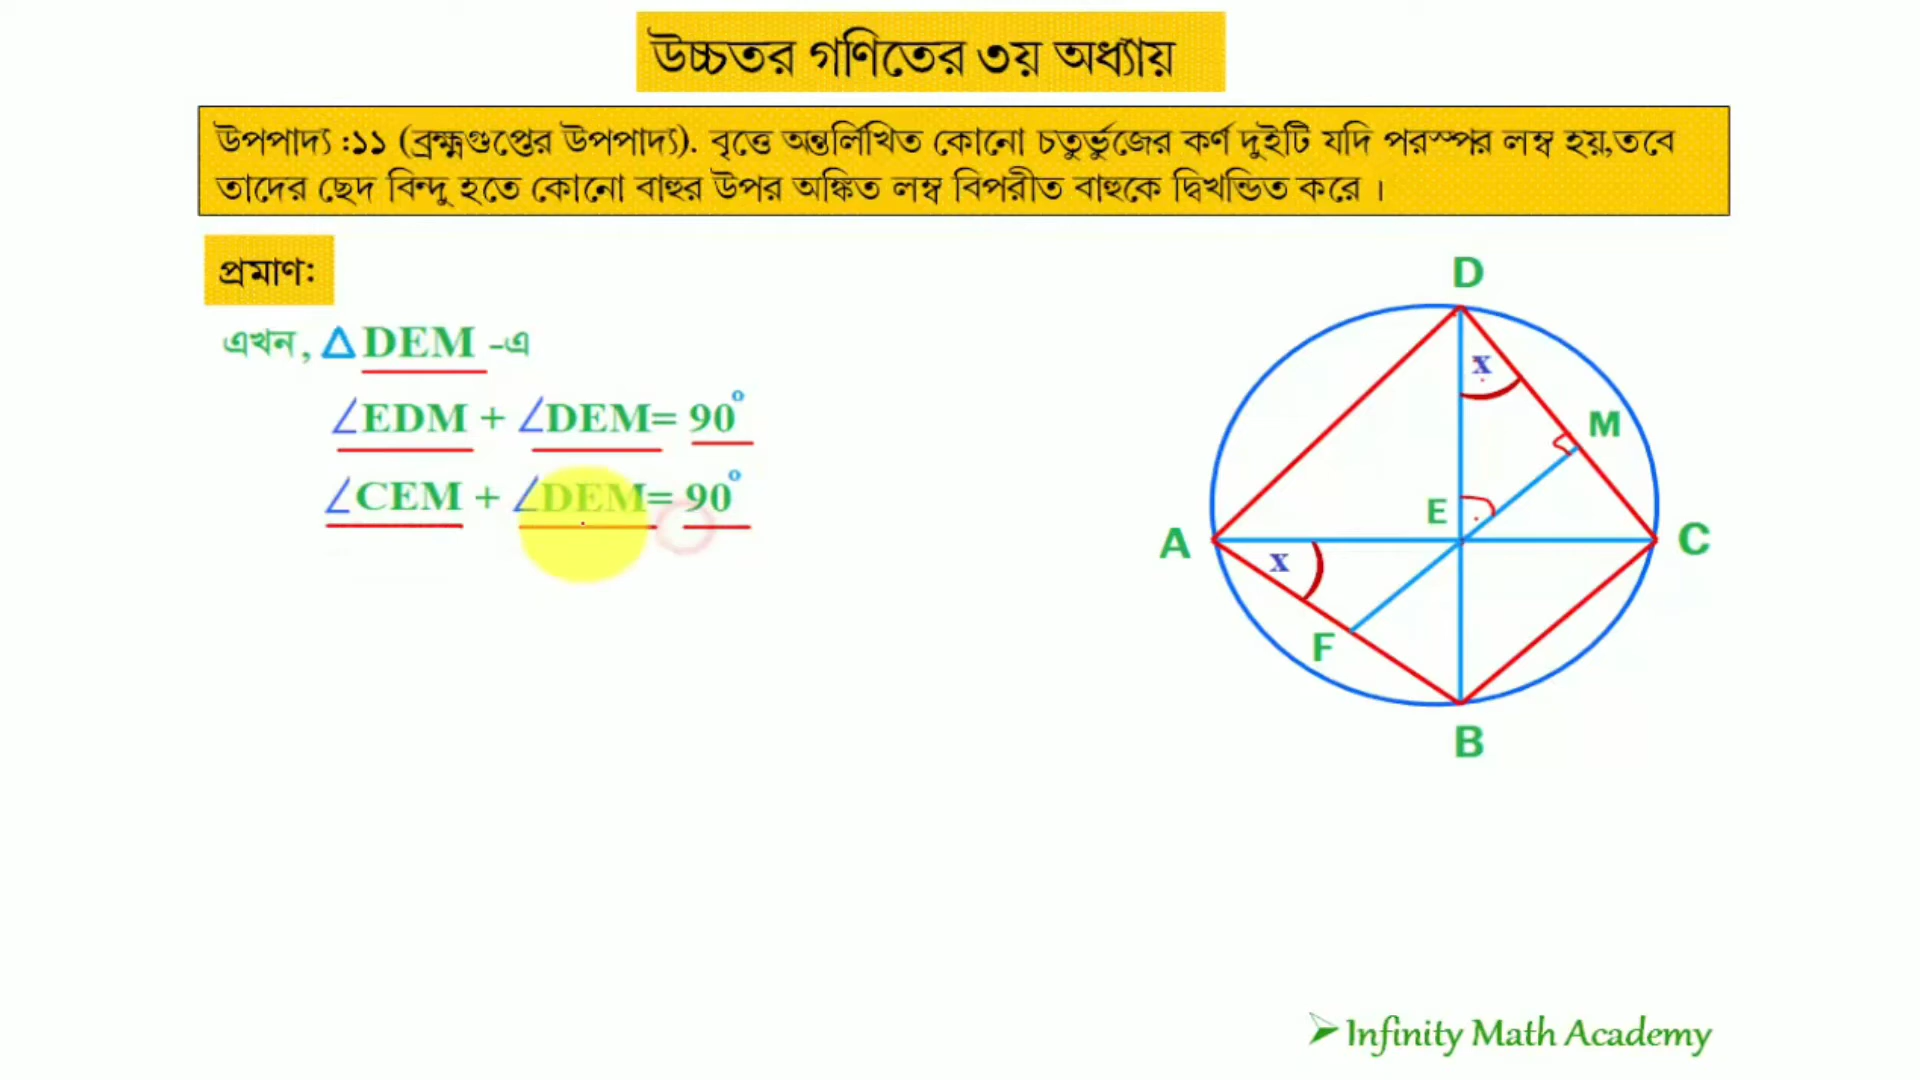 উচ্চতর গণিতের ৩য় অধ্যায়
উপপাদ্য :১১ (ব্রহ্মগুপ্তের উপপাদ্য). বৃত্তে অন্তর্লিখিত কোনো চতুর্ভুজের কর্ণ দুইটি যদি পরস্পর লম্ব হয়,তবে
তাদের ছেদ বিন্দু হতে কোনো বাহুর উপর অঙ্কিত লম্ব বিপরীত বাহুকে দ্বিখন্ডিত করে ।
প্রমাণ:
এখন, △ DEM -এ
∠EDM + ∠DEM= 90°
∠CEM + ∠DEM= 90°
D
x
M
E
A
C
x
F
B
Infinity Math Academy